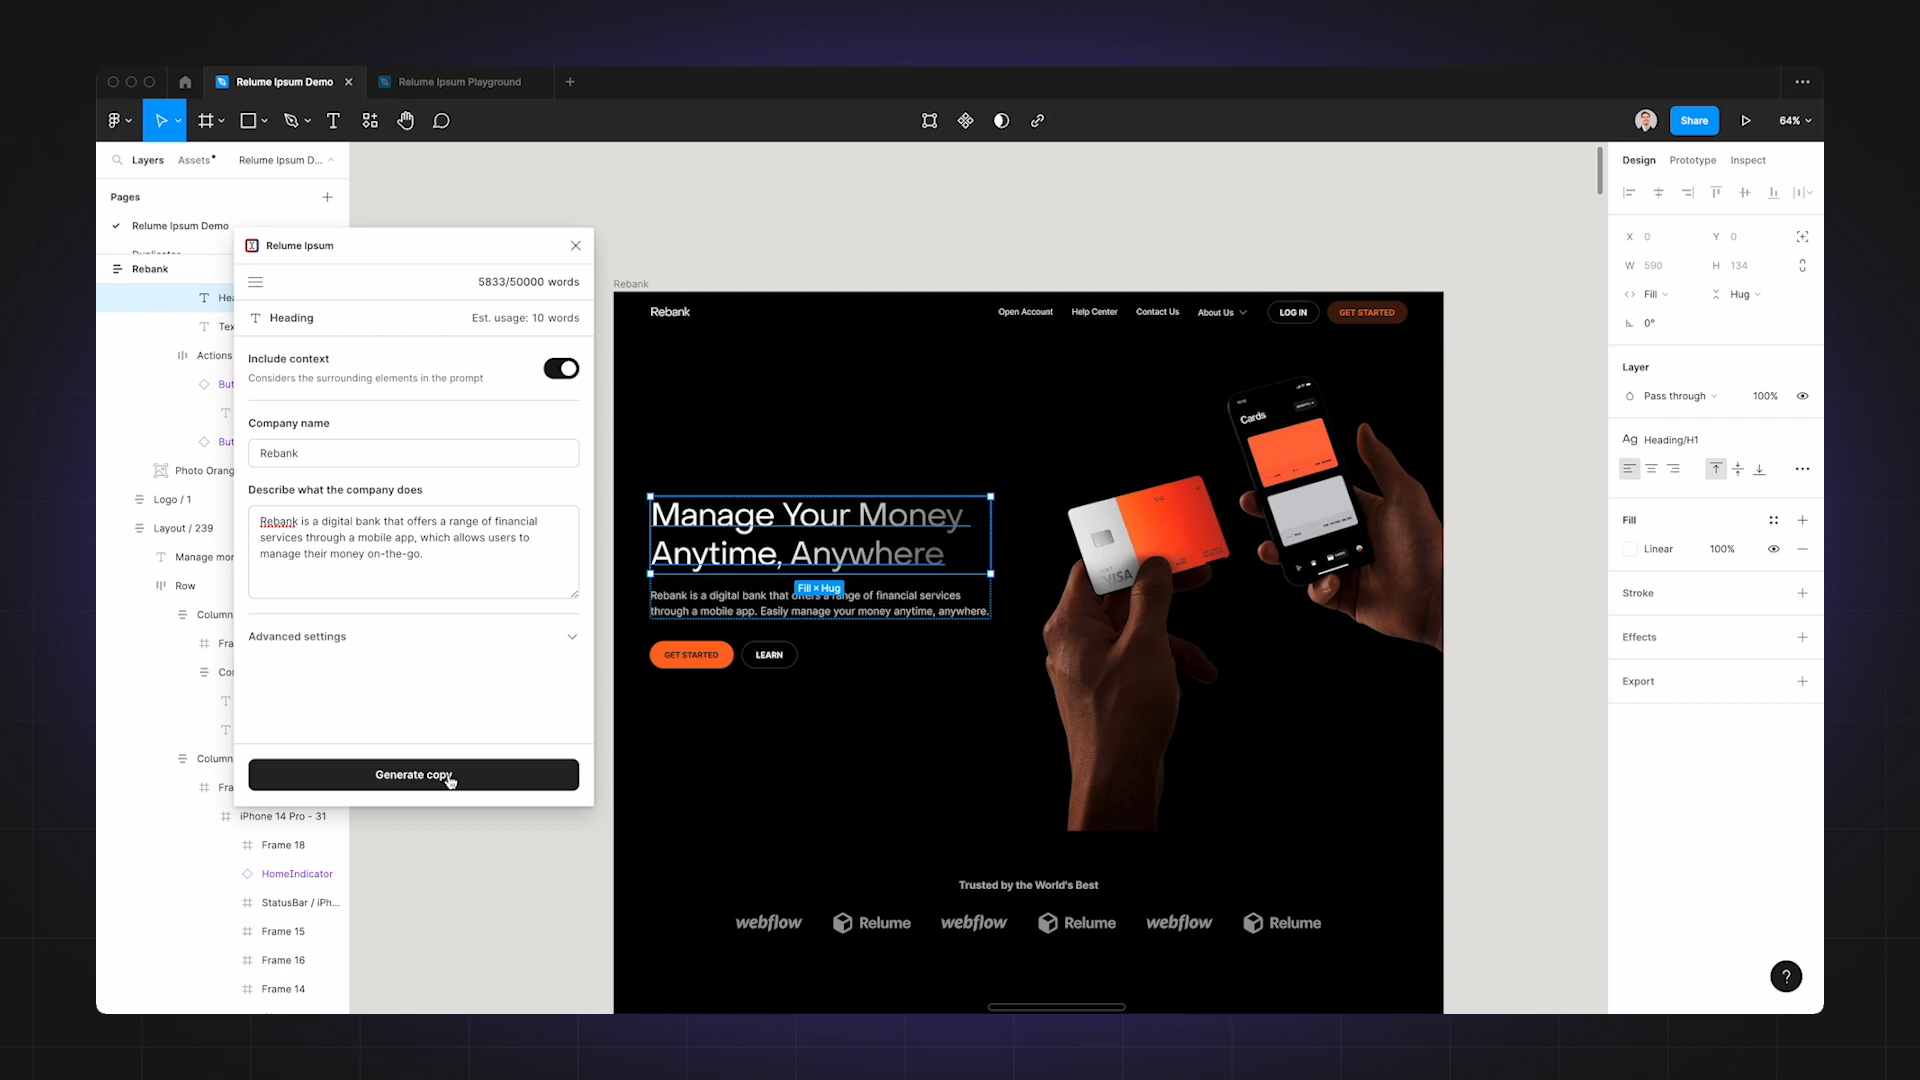 Relume Ipsum Demo
Relume Ipsum Playground
Share
64%
Layers
Assets
Relume Ipsum D...
Pages
Relume Ipsum Demo
Rebank
Hea
Tex
Actions
But
But
Photo Orang
Logo / 1
Layout / 239
Manage mor
Row
Column
Fra
Con
Column
Fra
iPhone 14 Pro - 31
Frame 18
HomeIndicator
StatusBar / iPh...
Frame 15
Frame 16
Frame 14
Relume Ipsum
5833/50000 words
Heading
Est. usage: 10 words
Include context
Considers the surrounding elements in the prompt
Company name
Rebank
Describe what the company does
Rebank is a digital bank that offers a range of financial
services through a mobile app, which allows users to
manage their money on-the-go.
Advanced settings
Generate copy
Rebank
Rebank
Open Account
Help Center
Contact Us
About Us
LOG IN
GET STARTED
Manage Your Money
Anytime, Anywhere
Fill × Hug
Rebank is a digital bank that offers a range of financial services
through a mobile app. Easily manage your money anytime, anywhere.
GET STARTED
LEARN
Cards
VISA
Trusted by the World's Best
webflow
Relume
webflow
Relume
webflow
Relume
Design
Prototype
Inspect
X 0
Y 0
W 590
H 134
Fill
Hug
0°
Layer
Pass through
100%
Ag Heading/H1
Fill
Linear
100%
Stroke
Effects
Export
?